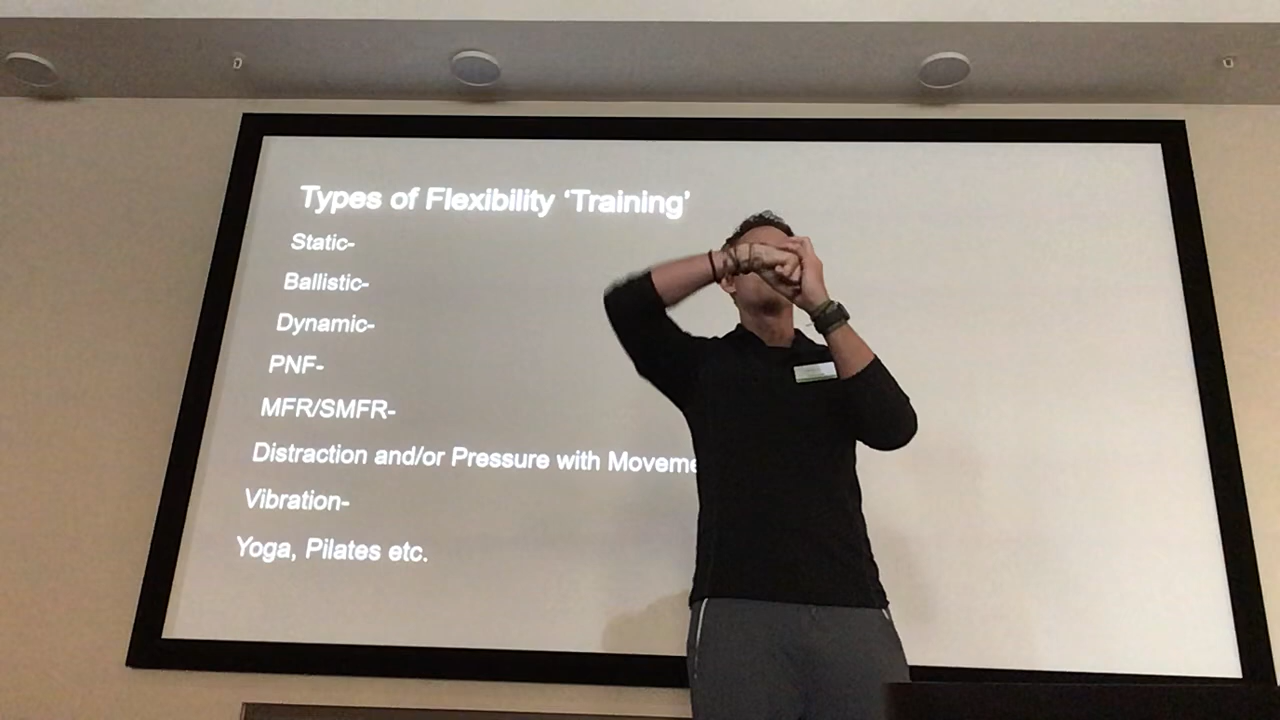 Types of Flexibility ‘Training’
Static-
Ballistic-
Dynamic-
PNF-
MFR/SMFR-
Distraction and/or Pressure with Moveme
Vibration-
Yoga, Pilates etc.